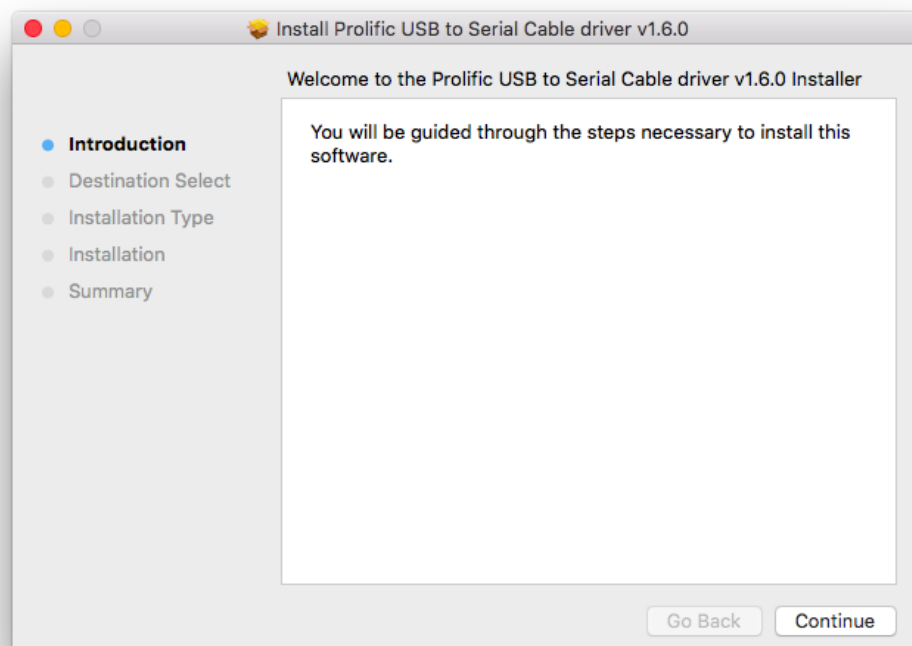 Install Prolific USB to Serial Cable driver v1.6.0
Welcome to the Prolific USB to Serial Cable driver v1.6.0 Installer
Introduction
Destination Select
Installation Type
Installation
Summary
You will be guided through the steps necessary to install this
software.
Go Back
Continue